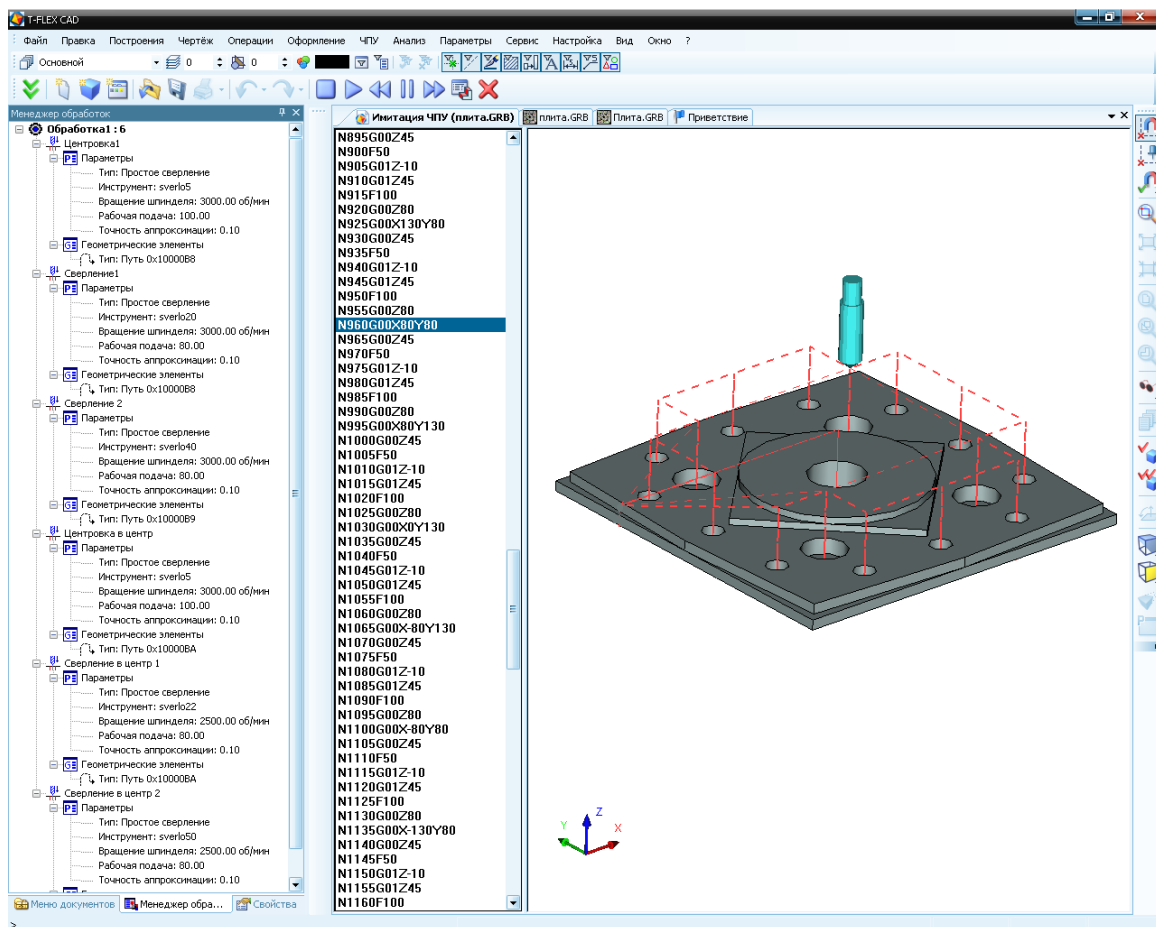 T-FLEX CAD
Файл Правка Построения Чертёж Операции Оформление ЧПУ Анализ Параметры Сервис Настройка Вид Окно ?
Основной 0 0
Менеджер обработок
Имитация ЧПУ (плита.GRB) плита.GRB Плита.GRB Приветствие
Обработка1 : 6
Центровка1
Параметры
Тип: Простое сверление
Инструмент: sverlo5
Вращение шпинделя: 3000.00 об/мин
Рабочая подача: 100.00
Точность аппроксимации: 0.10
Геометрические элементы
Тип: Путь 0x10000B8
Сверление1
Параметры
Тип: Простое сверление
Инструмент: sverlo20
Вращение шпинделя: 3000.00 об/мин
Рабочая подача: 80.00
Точность аппроксимации: 0.10
Геометрические элементы
Тип: Путь 0x10000B8
Сверление 2
Параметры
Тип: Простое сверление
Инструмент: sverlo40
Вращение шпинделя: 3000.00 об/мин
Рабочая подача: 80.00
Точность аппроксимации: 0.10
Геометрические элементы
Тип: Путь 0x10000B9
Центровка в центр
Параметры
Тип: Простое сверление
Инструмент: sverlo5
Вращение шпинделя: 3000.00 об/мин
Рабочая подача: 100.00
Точность аппроксимации: 0.10
Геометрические элементы
Тип: Путь 0x10000BA
Сверление в центр 1
Параметры
Тип: Простое сверление
Инструмент: sverlo22
Вращение шпинделя: 2500.00 об/мин
Рабочая подача: 80.00
Точность аппроксимации: 0.10
Геометрические элементы
Тип: Путь 0x10000BA
Сверление в центр 2
Параметры
Тип: Простое сверление
Инструмент: sverlo50
Вращение шпинделя: 2500.00 об/мин
Рабочая подача: 80.00
Точность аппроксимации: 0.10
Меню документов Менеджер обра... Свойства
>
N895G00Z45
N900F50
N905G01Z-10
N910G01Z45
N915F100
N920G00Z80
N925G00X130Y80
N930G00Z45
N935F50
N940G01Z-10
N945G01Z45
N950F100
N955G00Z80
N960G00X80Y80
N965G00Z45
N970F50
N975G01Z-10
N980G01Z45
N985F100
N990G00Z80
N995G00X80Y130
N1000G00Z45
N1005F50
N1010G01Z-10
N1015G01Z45
N1020F100
N1025G00Z80
N1030G00X0Y130
N1035G00Z45
N1040F50
N1045G01Z-10
N1050G01Z45
N1055F100
N1060G00Z80
N1065G00X-80Y130
N1070G00Z45
N1075F50
N1080G01Z-10
N1085G01Z45
N1090F100
N1095G00Z80
N1100G00X-80Y80
N1105G00Z45
N1110F50
N1115G01Z-10
N1120G01Z45
N1125F100
N1130G00Z80
N1135G00X-130Y80
N1140G00Z45
N1145F50
N1150G01Z-10
N1155G01Z45
N1160F100
Z
Y
X